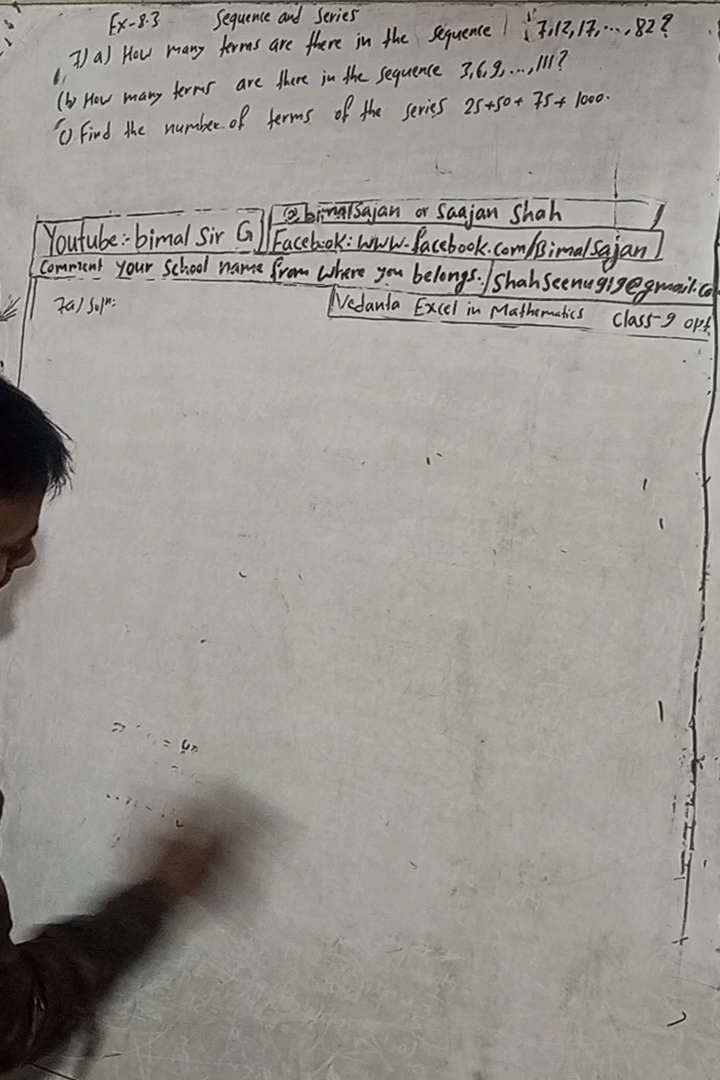 Ex-8.3 Sequence and Series
7) a) How many terms are there in the sequence 7,12,17,...,82?
(b) How many terms are there in the sequence 3,6,9,...,111?
c) Find the number of terms of the series 25+50+ 75+ 1000.
@bimalsajan or Saajan Shah
Youtube:- bimal Sir G
Facebook: www.facebook.com/Bimalsajan
Comment your School name from where you belongs./shahseenu919@gmail.co
7a) Solⁿ:
Vedanta Excel in Mathematics Class-9 opt